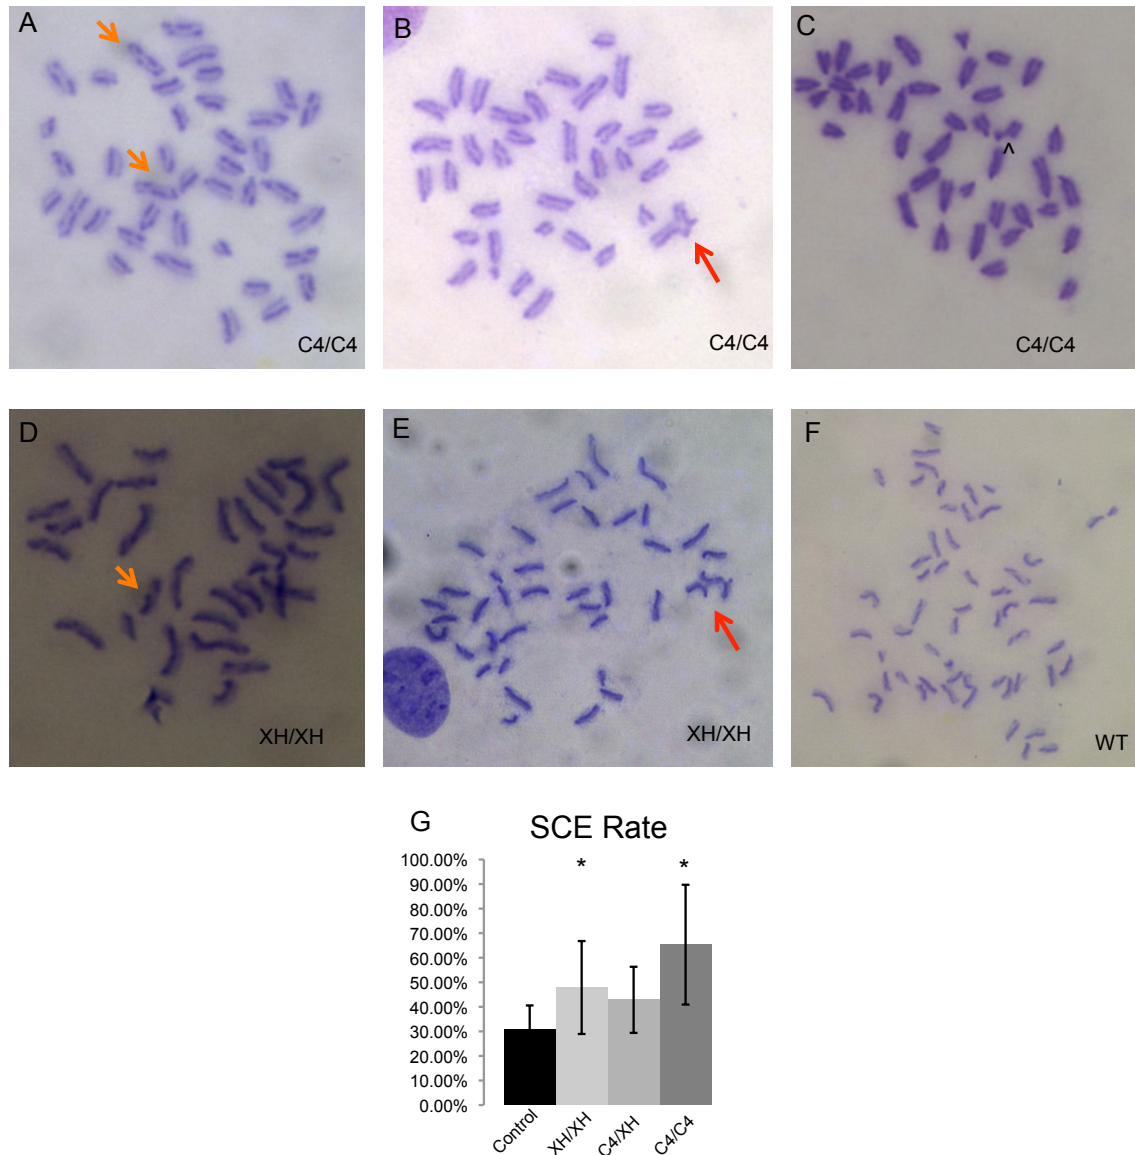 A
C4/C4
B
C4/C4
C
^
C4/C4
D
XH/XH
E
XH/XH
F
WT
G
SCE Rate
* *
100.00%
90.00%
80.00%
70.00%
60.00%
50.00%
40.00%
30.00%
20.00%
10.00%
0.00%
Control XH/XH C4/XH C4/C4